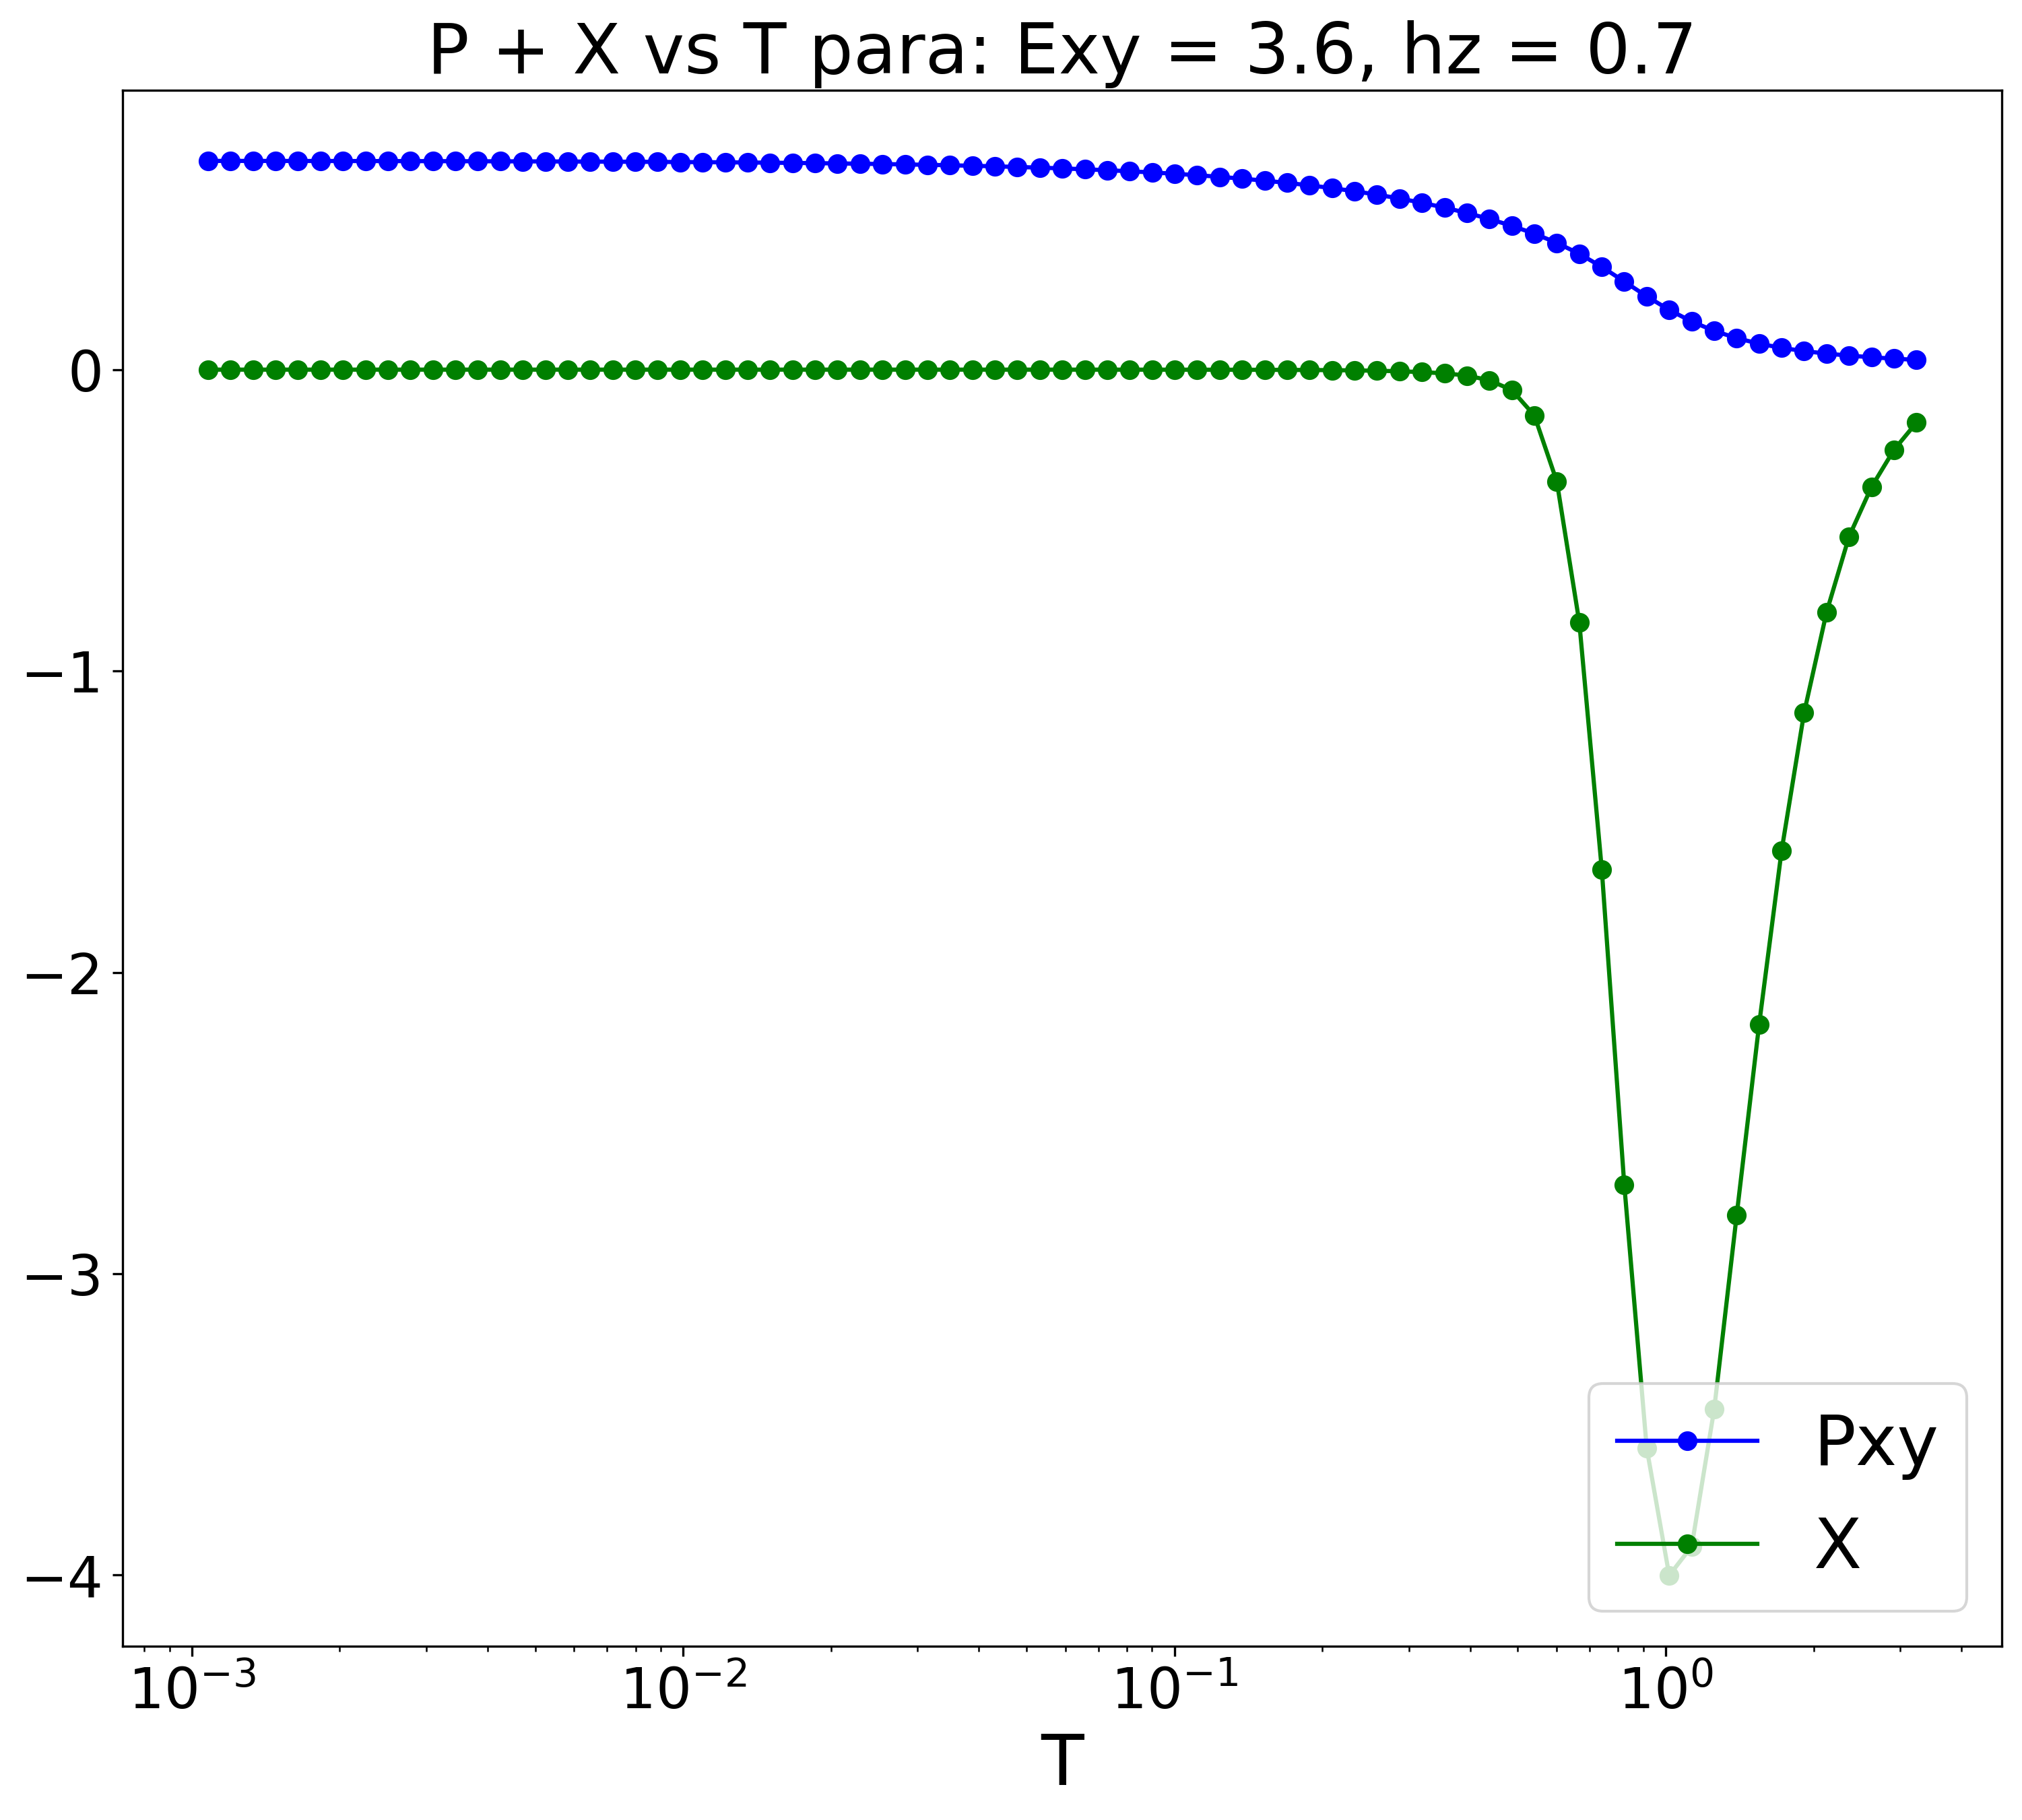 P + X vs T para: Exy = 3.6, hz = 0.7
0
−1
−2
−3
−4
Pxy
X
10⁻³ 10⁻² 10⁻¹ 10⁰
T